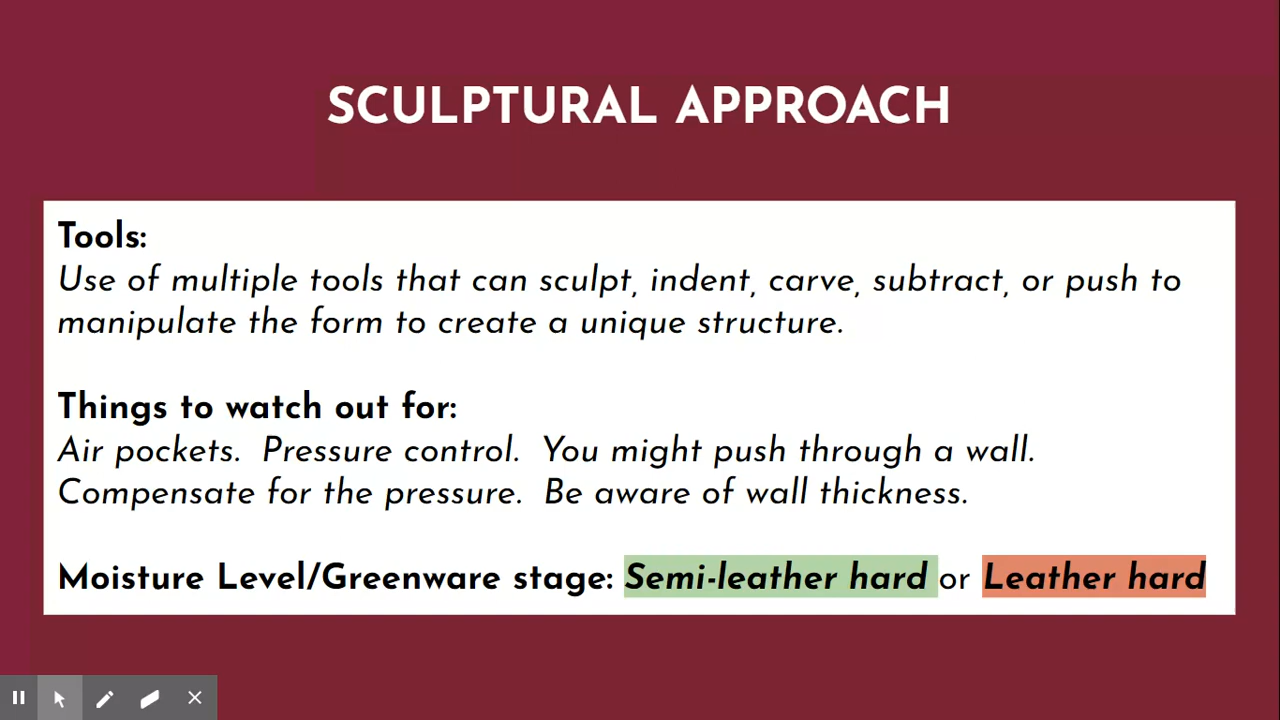 SCULPTURAL APPROACH
Tools:
Use of multiple tools that can sculpt, indent, carve, subtract, or push to
manipulate the form to create a unique structure.
Things to watch out for:
Air pockets.  Pressure control.  You might push through a wall.
Compensate for the pressure.  Be aware of wall thickness.
Moisture Level/Greenware stage: Semi-leather hard or Leather hard